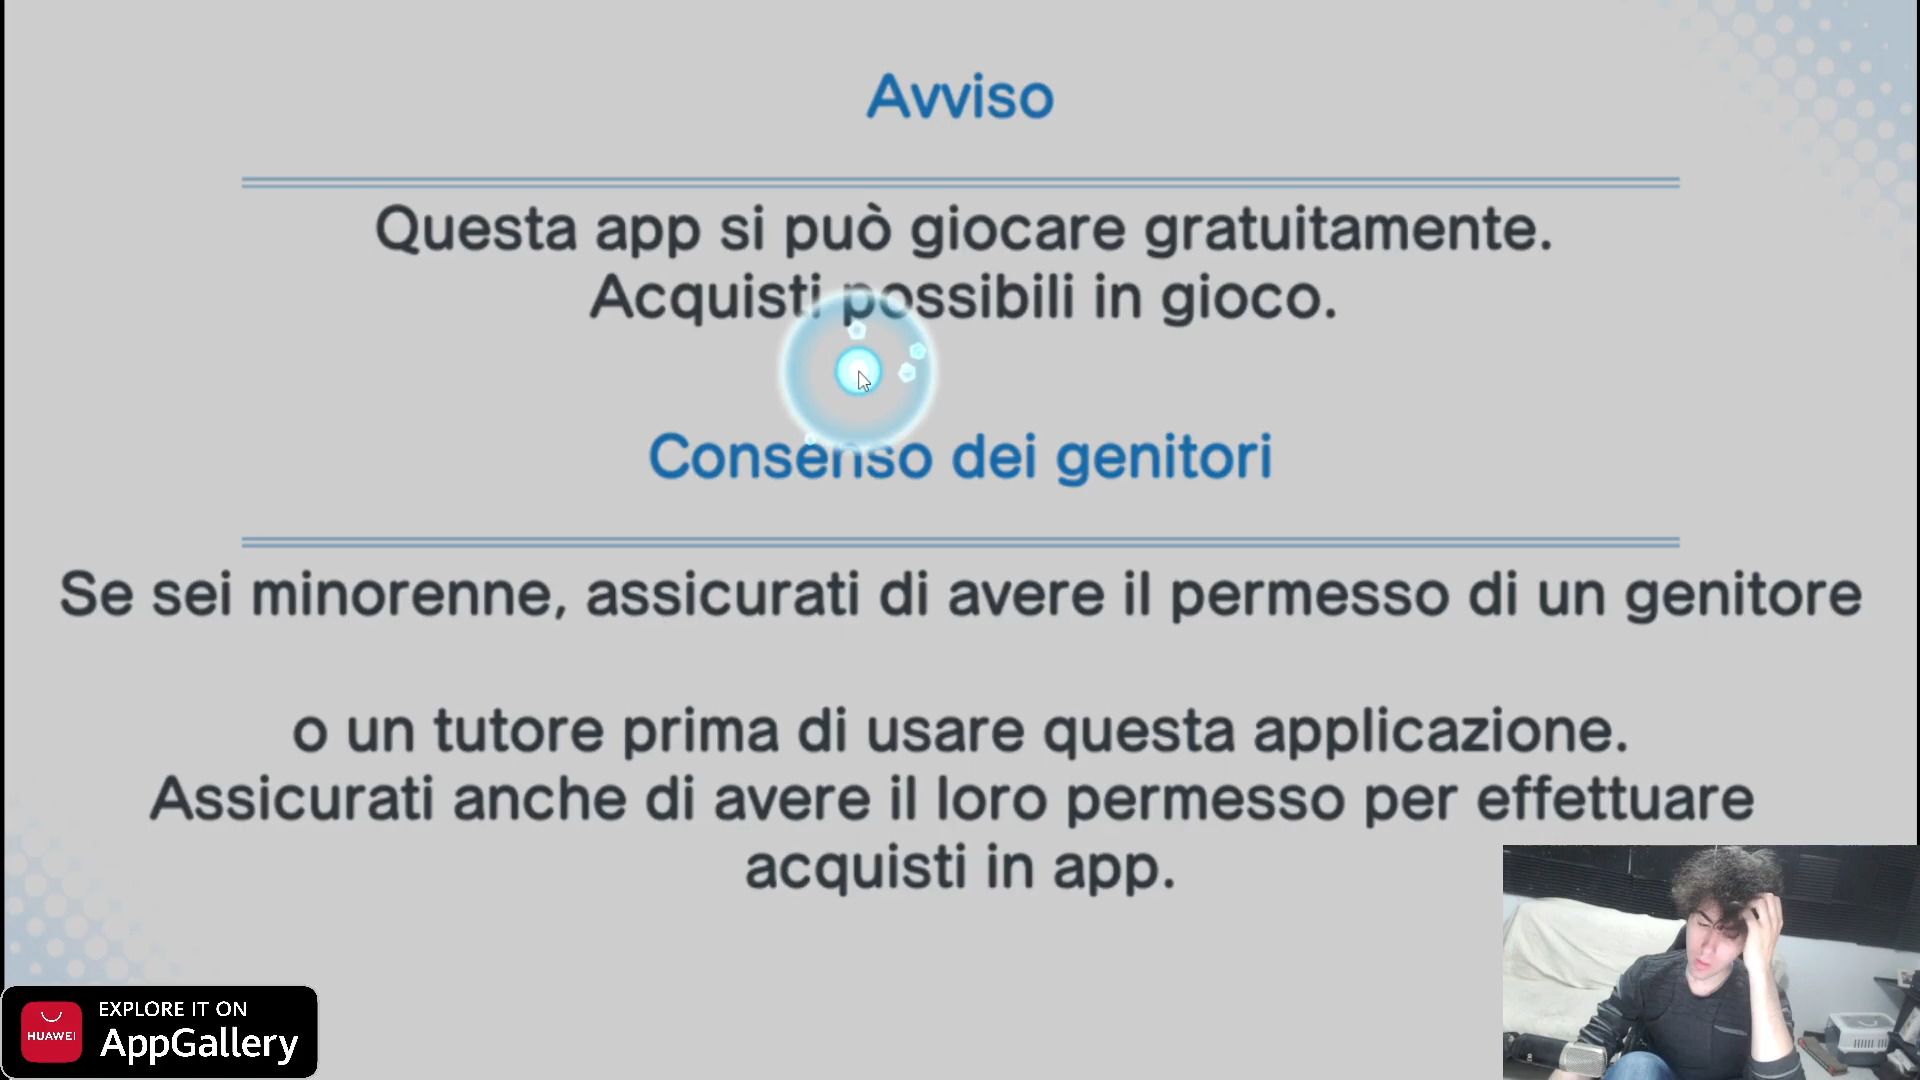 Avviso
Questa app si può giocare gratuitamente.
Acquisti possibili in gioco.
Consenso dei genitori
Se sei minorenne, assicurati di avere il permesso di un genitore
o un tutore prima di usare questa applicazione.
Assicurati anche di avere il loro permesso per effettuare
acquisti in app.
EXPLORE IT ON
HUAWEI
AppGallery